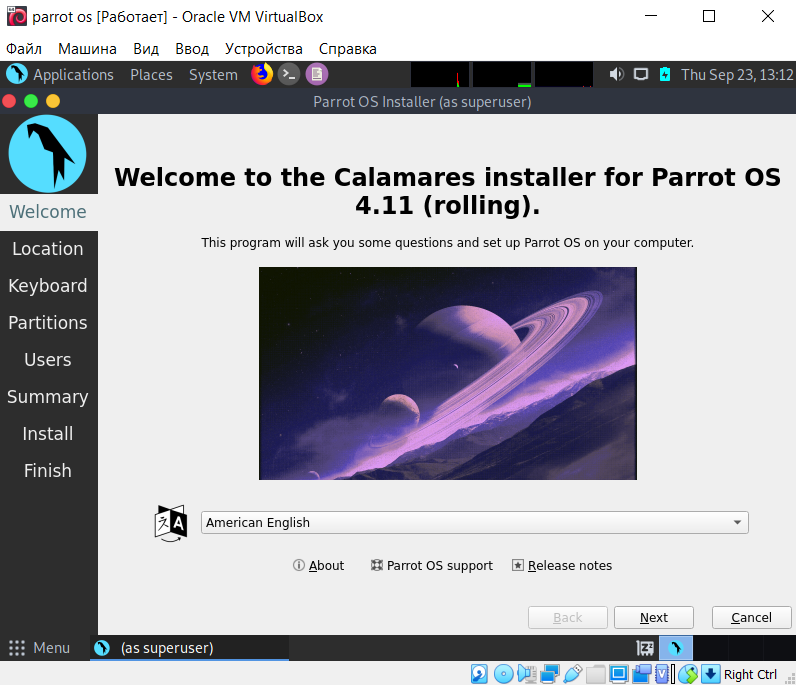 parrot os [Работает] - Oracle VM VirtualBox
Файл Машина Вид Ввод Устройства Справка
Applications Places System Thu Sep 23, 13:12
Parrot OS Installer (as superuser)
Welcome
Location
Keyboard
Partitions
Users
Summary
Install
Finish
Welcome to the Calamares installer for Parrot OS
4.11 (rolling).
This program will ask you some questions and set up Parrot OS on your computer.
American English
About Parrot OS support Release notes
Back Next Cancel
Menu (as superuser)
Right Ctrl